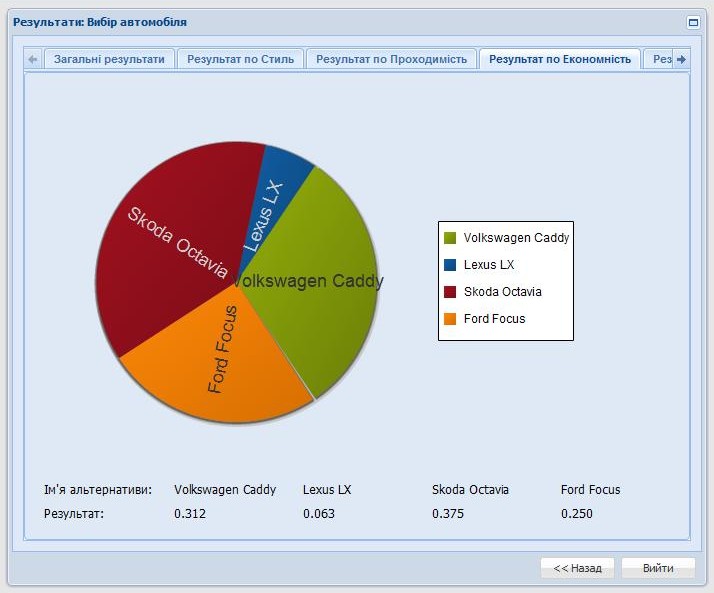 Результати: Вибір автомобіля
Загальні результати Результат по Стиль Результат по Проходимість Результат по Економність Рез
Skoda Octavia
Lexus LX
Volkswagen Caddy
Ford Focus
Volkswagen Caddy
Lexus LX
Skoda Octavia
Ford Focus
Ім'я альтернативи: Volkswagen Caddy Lexus LX Skoda Octavia Ford Focus
Результат: 0.312 0.063 0.375 0.250
<< Назад Вийти